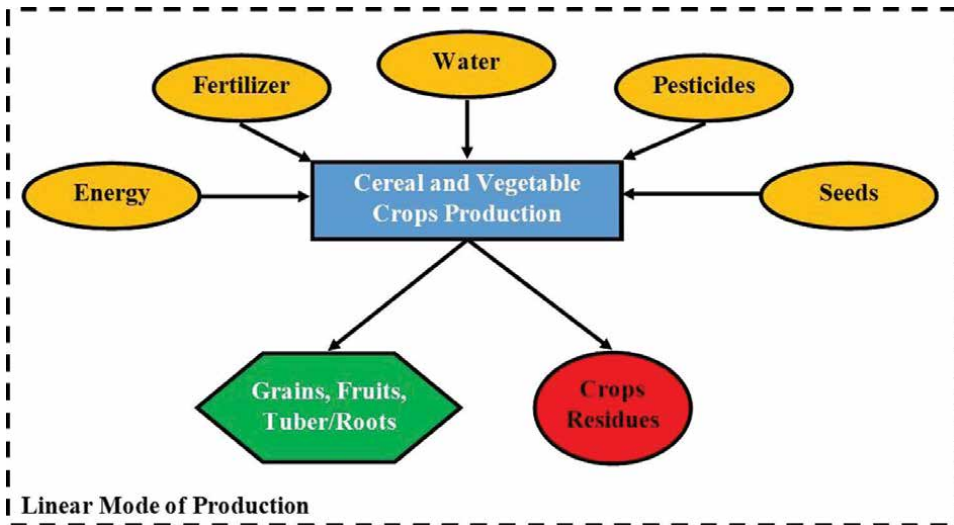 Water
Fertilizer
Pesticides
Energy
Cereal and Vegetable
Crops Production
Seeds
Grains, Fruits,
Tuber/Roots
Crops
Residues
Linear Mode of Production